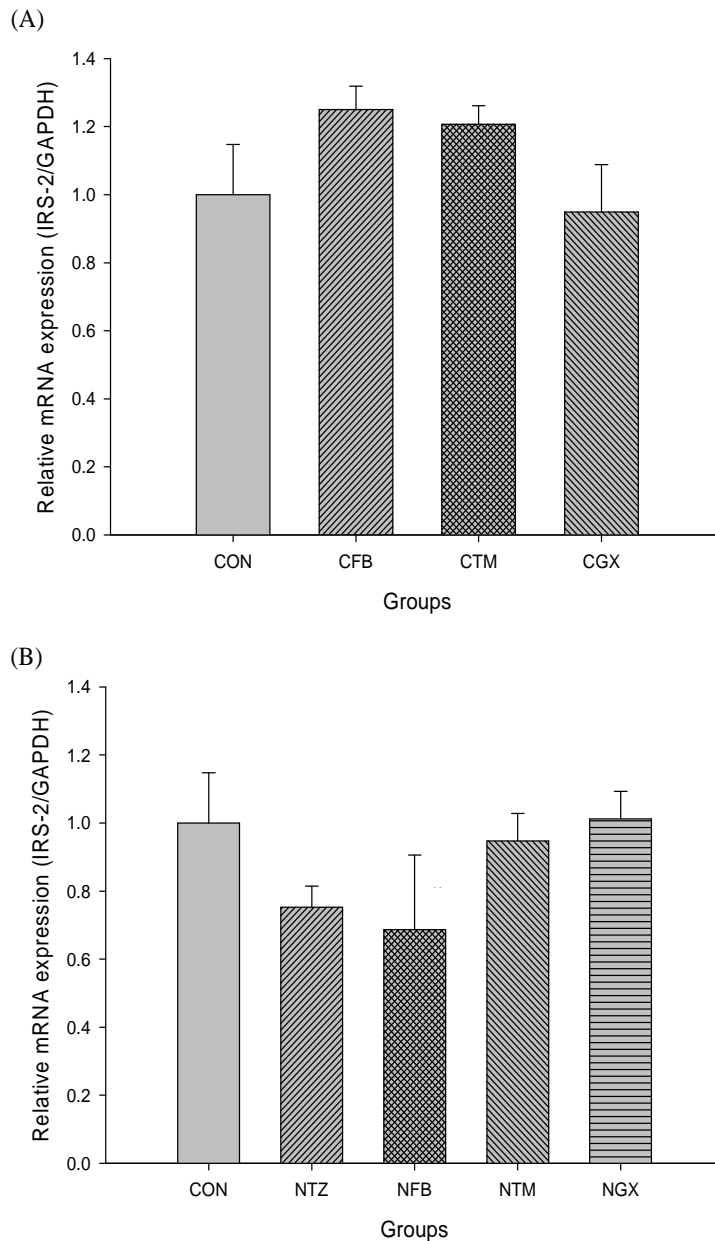 (A)
Relative mRNA expression (IRS-2/GAPDH)
1.4
1.2
1.0
0.8
0.6
0.4
0.2
0.0
CON CFB CTM CGX
Groups
(B)
Relative mRNA expression (IRS-2/GAPDH)
1.4
1.2
1.0
0.8
0.6
0.4
0.2
0.0
CON NTZ NFB NTM NGX
Groups